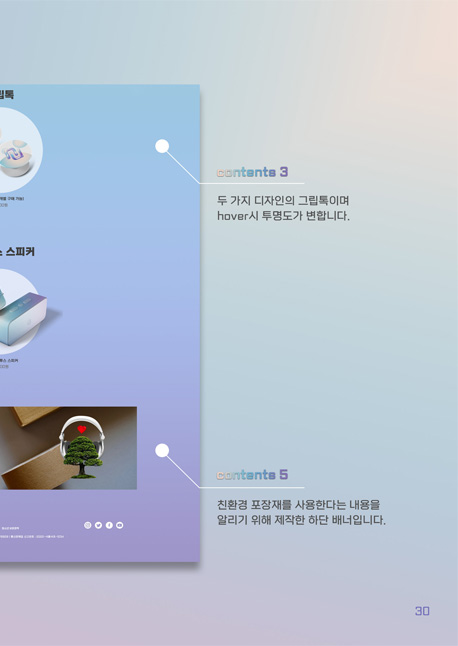 립톡
contents 3
두 가지 디자인의 그립톡이며
hover시 투명도가 변합니다.
스 스피커
contents 5
친환경 포장재를 사용한다는 내용을
알리기 위해 제작한 하단 배너입니다.
30